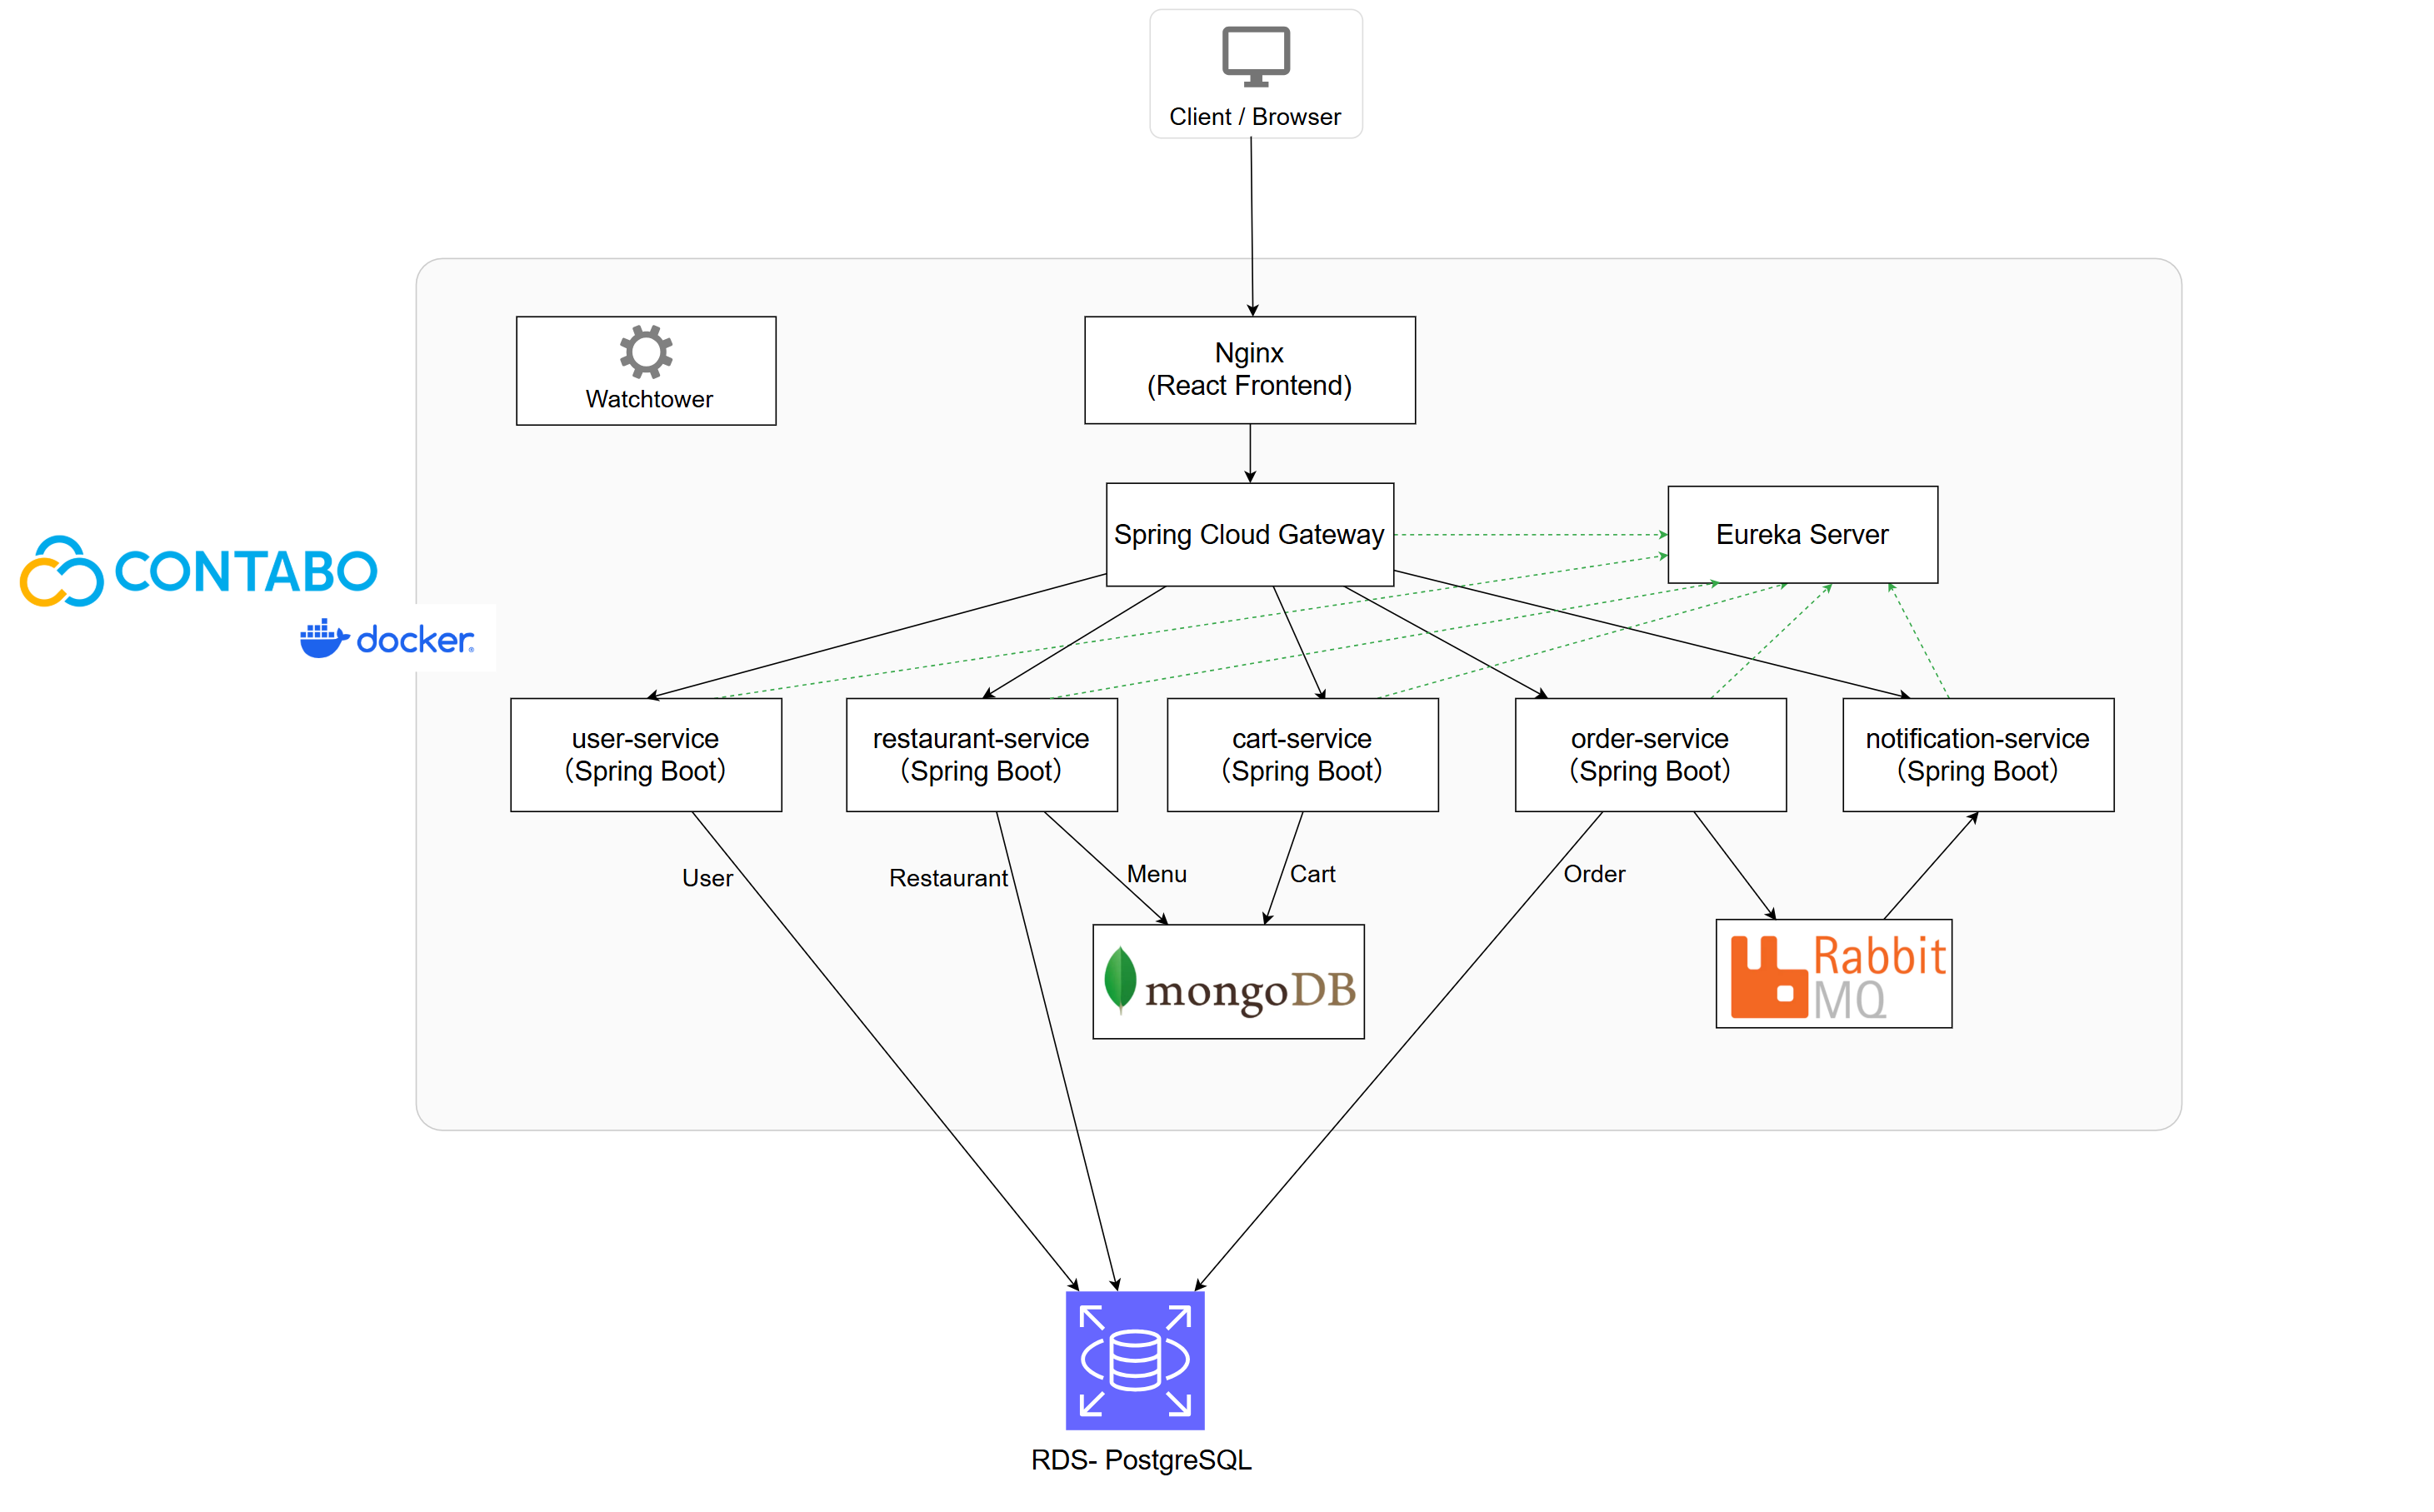 Client / Browser
Watchtower
Nginx
(React Frontend)
Spring Cloud Gateway
Eureka Server
CONTABO
docker®
user-service
（Spring Boot）
restaurant-service
（Spring Boot）
cart-service
（Spring Boot）
order-service
（Spring Boot）
notification-service
（Spring Boot）
User
Restaurant
Menu
Cart
Order
mongoDB
Rabbit
MQ
RDS- PostgreSQL